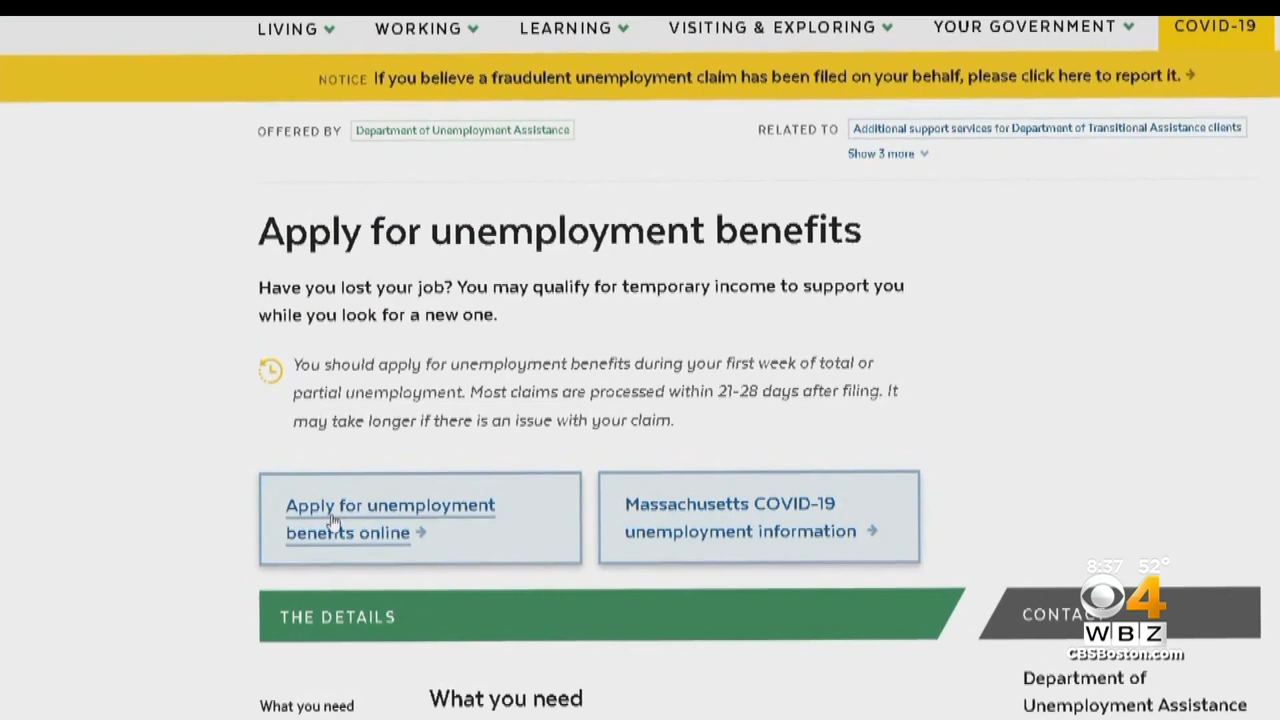 LIVING WORKING LEARNING VISITING & EXPLORING YOUR GOVERNMENT COVID-19
NOTICE If you believe a fraudulent unemployment claim has been filed on your behalf, please click here to report it.
OFFERED BY Department of Unemployment Assistance
RELATED TO Additional support services for Department of Transitional Assistance clients
Show 3 more
Apply for unemployment benefits
Have you lost your job? You may qualify for temporary income to support you
while you look for a new one.
You should apply for unemployment benefits during your first week of total or
partial unemployment. Most claims are processed within 21-28 days after filing. It
may take longer if there is an issue with your claim.
Apply for unemployment
benefits online
Massachusetts COVID-19
unemployment information
THE DETAILS
CONTAC
8:37 52°
4
WBZ
CBSBoston.com
What you need
What you need
Department of
Unemployment Assistance